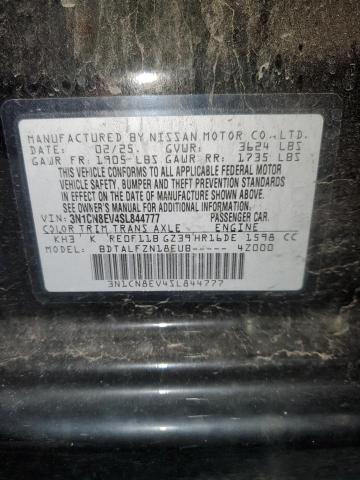 MANUFACTURED BY NISSAN MOTOR CO.,LTD.
02/25. GVWR: 3624 LBS
GAWR FR: 1905 LBS GAWR RR: 1735 LBS
THIS VEHICLE CONFORMS TO ALL APPLICABLE FEDERAL MOTOR
VEHICLE SAFETY, BUMPER AND THEFT PREVENTION STANDARDS
IN EFFECT ON THE DATE OF MANUFACTURE SHOWN ABOVE.
SEE OWNER'S MANUAL FOR ADDITIONAL INFORMATION.
VIN: 3N1CN8EV4SL844777 PASSENGER CAR
COLOR TRIM TRANS AXLE ENGINE
KH3 K RE0F11B GZ39 HR16DE 1598 CC
MODEL: BDTALFZN18EUB----- 4Z000
3N1CN8EV4SL844777